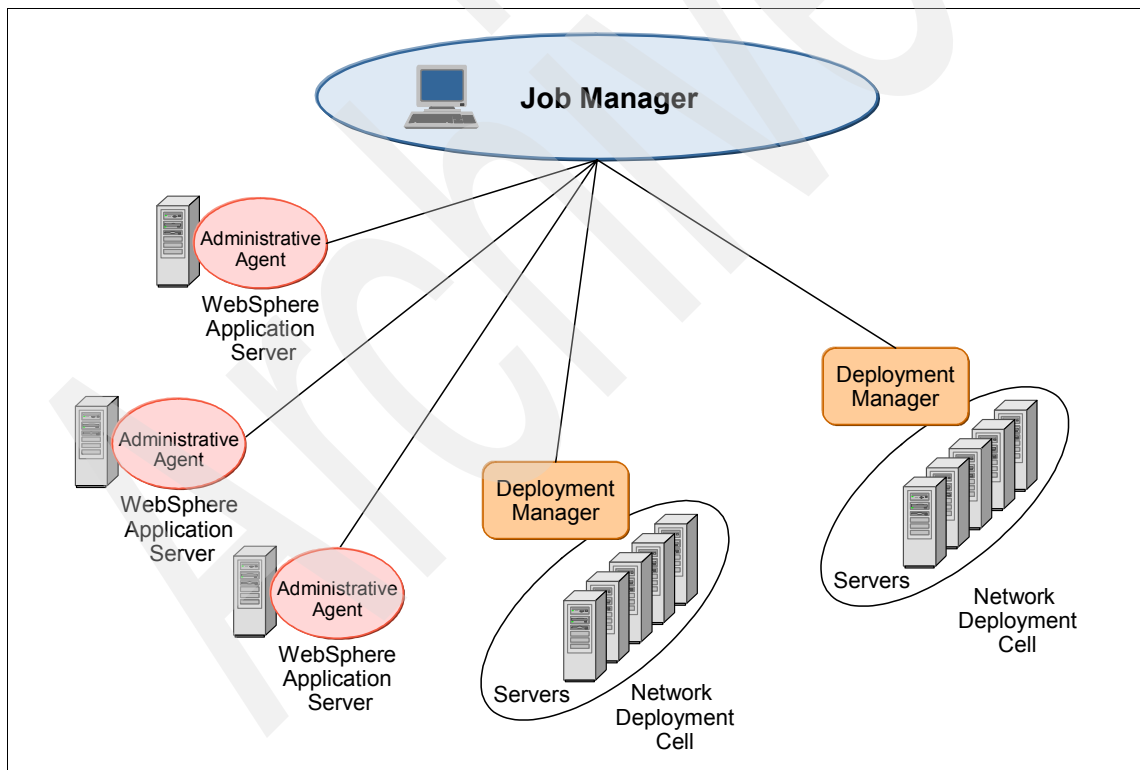 Job Manager
Administrative
Agent
WebSphere
Application
Server
Administrative
Agent
WebSphere
Application
Server
Administrative
Agent
WebSphere
Application
Server
Deployment
Manager
Servers
Network
Deployment
Cell
Deployment
Manager
Servers
Network
Deployment
Cell
Archive